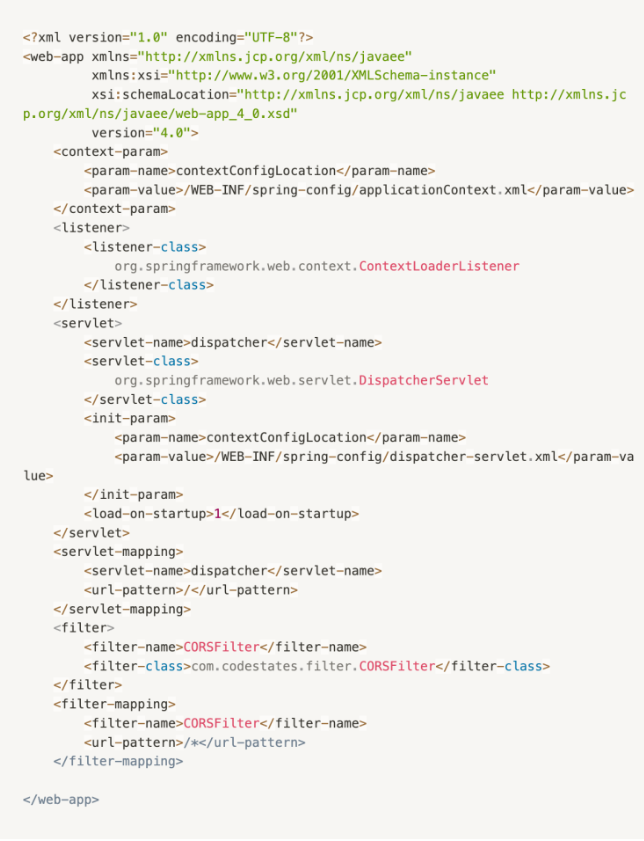 <?xml version="1.0" encoding="UTF-8"?>
<web-app xmlns="http://xmlns.jcp.org/xml/ns/javaee"
         xmlns:xsi="http://www.w3.org/2001/XMLSchema-instance"
         xsi:schemaLocation="http://xmlns.jcp.org/xml/ns/javaee http://xmlns.jc
p.org/xml/ns/javaee/web-app_4_0.xsd"
         version="4.0">
    <context-param>
        <param-name>contextConfigLocation</param-name>
        <param-value>/WEB-INF/spring-config/applicationContext.xml</param-value>
    </context-param>
    <listener>
        <listener-class>
            org.springframework.web.context.ContextLoaderListener
        </listener-class>
    </listener>
    <servlet>
        <servlet-name>dispatcher</servlet-name>
        <servlet-class>
            org.springframework.web.servlet.DispatcherServlet
        </servlet-class>
        <init-param>
            <param-name>contextConfigLocation</param-name>
            <param-value>/WEB-INF/spring-config/dispatcher-servlet.xml</param-va
lue>
        </init-param>
        <load-on-startup>1</load-on-startup>
    </servlet>
    <servlet-mapping>
        <servlet-name>dispatcher</servlet-name>
        <url-pattern>/</url-pattern>
    </servlet-mapping>
    <filter>
        <filter-name>CORSFilter</filter-name>
        <filter-class>com.codestates.filter.CORSFilter</filter-class>
    </filter>
    <filter-mapping>
        <filter-name>CORSFilter</filter-name>
        <url-pattern>/*</url-pattern>
    </filter-mapping>

</web-app>